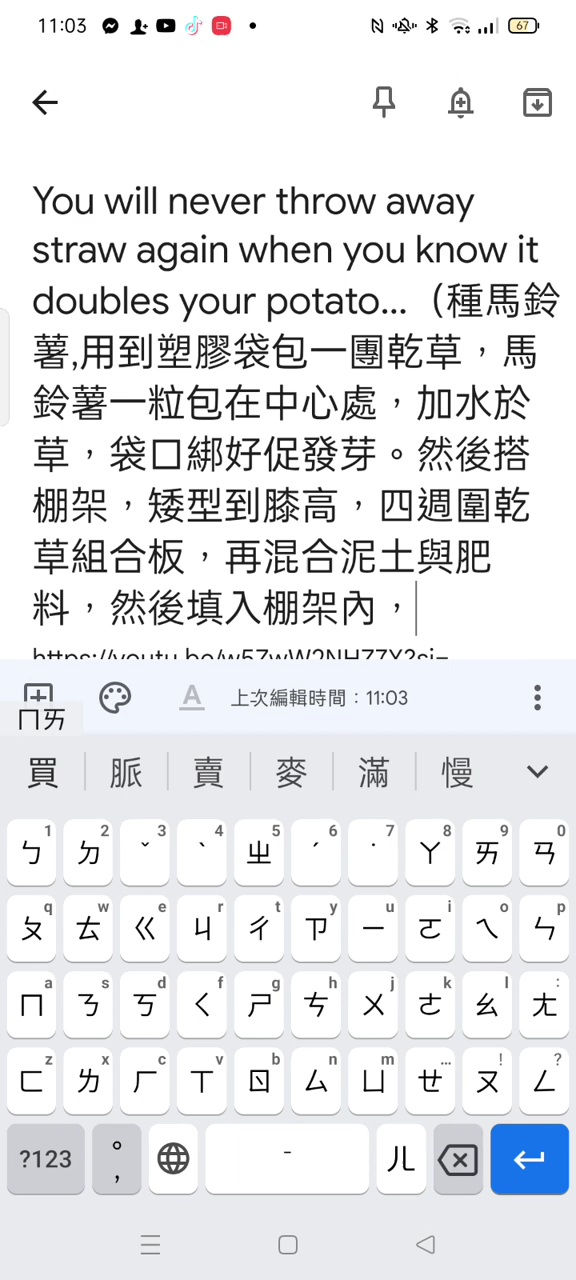 11:03
67
You will never throw away
straw again when you know it
doubles your potato...（種馬鈴
薯,用到塑膠袋包一團乾草，馬
鈴薯一粒包在中心處，加水於
草，袋口綁好促發芽。然後搭
棚架，矮型到膝高，四週圍乾
草組合板，再混合泥土與肥
料，然後填入棚架內，
https://youtu.be/w5ZwW2NHZ7X?si=
A 上次編輯時間：11:03
ㄇㄞ
買 脈 賣 麥 滿 慢
1 2 3 4 5 6 7 8 9 0
ㄅ ㄉ ˇ ˋ ㄓ ˊ ˙ ㄚ ㄞ ㄢ
q w e r t y u i o p
ㄆ ㄊ ㄍ ㄐ ㄔ ㄗ ㄧ ㄛ ㄟ ㄣ
a s d f g h j k l :
ㄇ ㄋ ㄎ ㄑ ㄕ ㄘ ㄨ ㄜ ㄠ ㄤ
z x c v b n m … ! ?
ㄈ ㄌ ㄏ ㄒ ㄖ ㄙ ㄩ ㄝ ㄡ ㄥ
?123 ° , - ㄦ